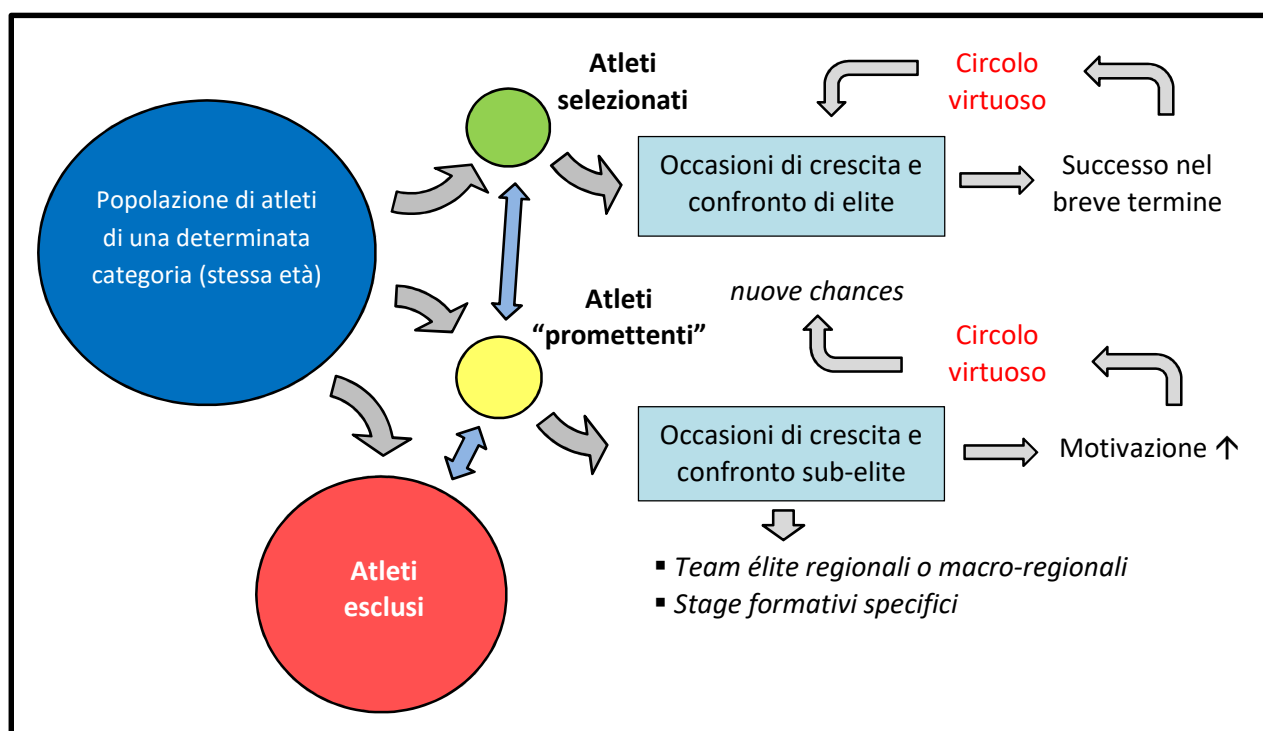 Popolazione di atleti
di una determinata
categoria (stessa età)
Atleti
selezionati
Occasioni di crescita e
confronto di elite
Circolo
virtuoso
Successo nel
breve termine
Atleti
“promettenti”
nuove chances
Circolo
virtuoso
Occasioni di crescita e
confronto sub-elite
Motivazione ↑
▪ Team élite regionali o macro-regionali
▪ Stage formativi specifici
Atleti
esclusi